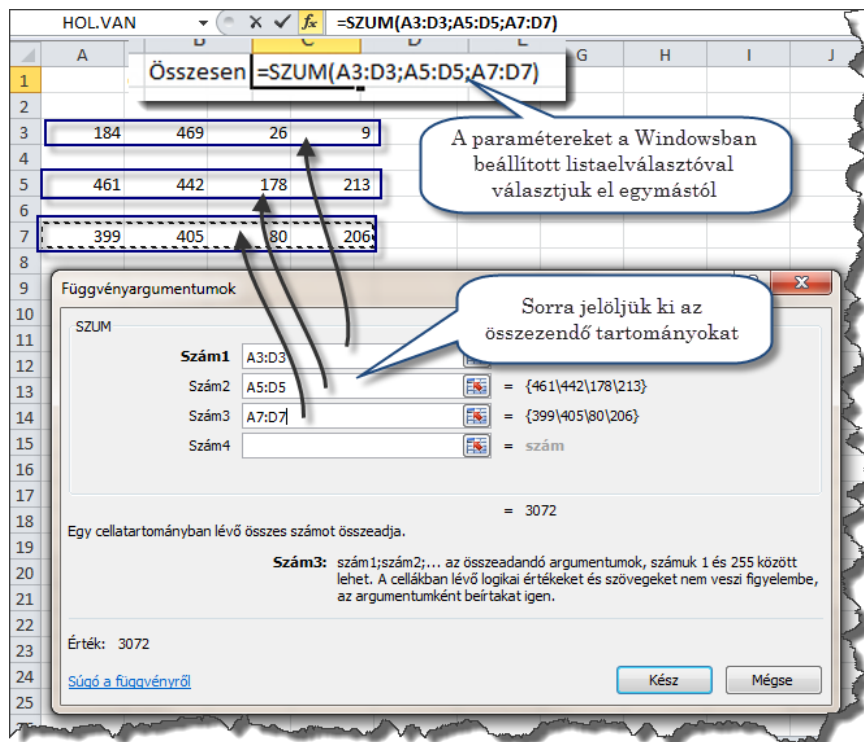 HOL.VAN =SZUM(A3:D3;A5:D5;A7:D7)
A B C D E G H I J
Összesen =SZUM(A3:D3;A5:D5;A7:D7)
1
2
3 184 469 26 9
A paramétereket a Windowsban
beállított listaelválasztóval
választjuk el egymástól
4
5 461 442 178 213
6
7 399 405 80 206
8
9 Függvényargumentumok
10
Sorra jelöljük ki az
összezendő tartományokat
11 SZUM
12 Szám1 A3:D3
13 Szám2 A5:D5 = {461\442\178\213}
14 Szám3 A7:D7 = {399\405\80\206}
15 Szám4 = szám
16
17
= 3072
18 Egy cellatartományban lévő összes számot összeadja.
19
Szám3: szám1;szám2;... az összeadandó argumentumok, számuk 1 és 255 között
20 lehet. A cellákban lévő logikai értékeket és szövegeket nem veszi figyelembe,
21 az argumentumként beírtakat igen.
22
23 Érték: 3072
24 Súgó a függvényről Kész Mégse
25